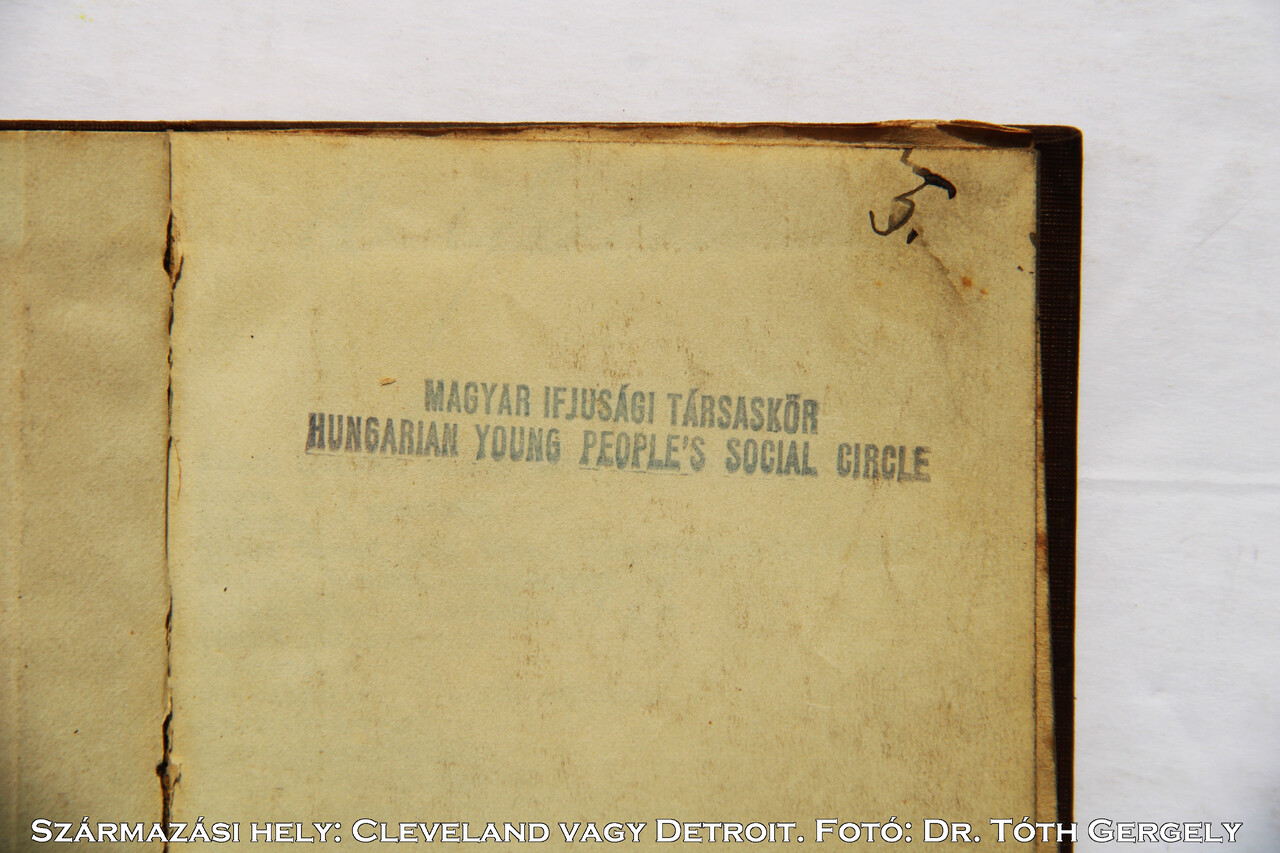 5.
MAGYAR IFJUSÁGI TÁRSASKÖR
HUNGARIAN YOUNG PEOPLE'S SOCIAL CIRCLE
Származási hely: Cleveland vagy Detroit. Fotó: Dr. Tóth Gergely